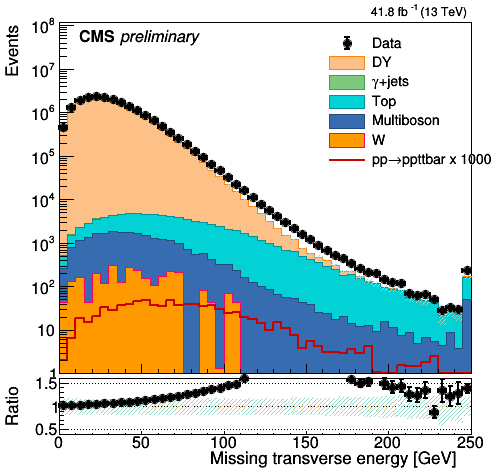 41.8 fb⁻¹ (13 TeV)
CMS preliminary
Events
10⁸
10⁷
10⁶
10⁵
10⁴
10³
10²
10
1
Data
DY
γ+jets
Top
Multiboson
W
pp→ppttbar x 1000
Ratio
1.5
1
0.5
0 50 100 150 200 250
Missing transverse energy [GeV]